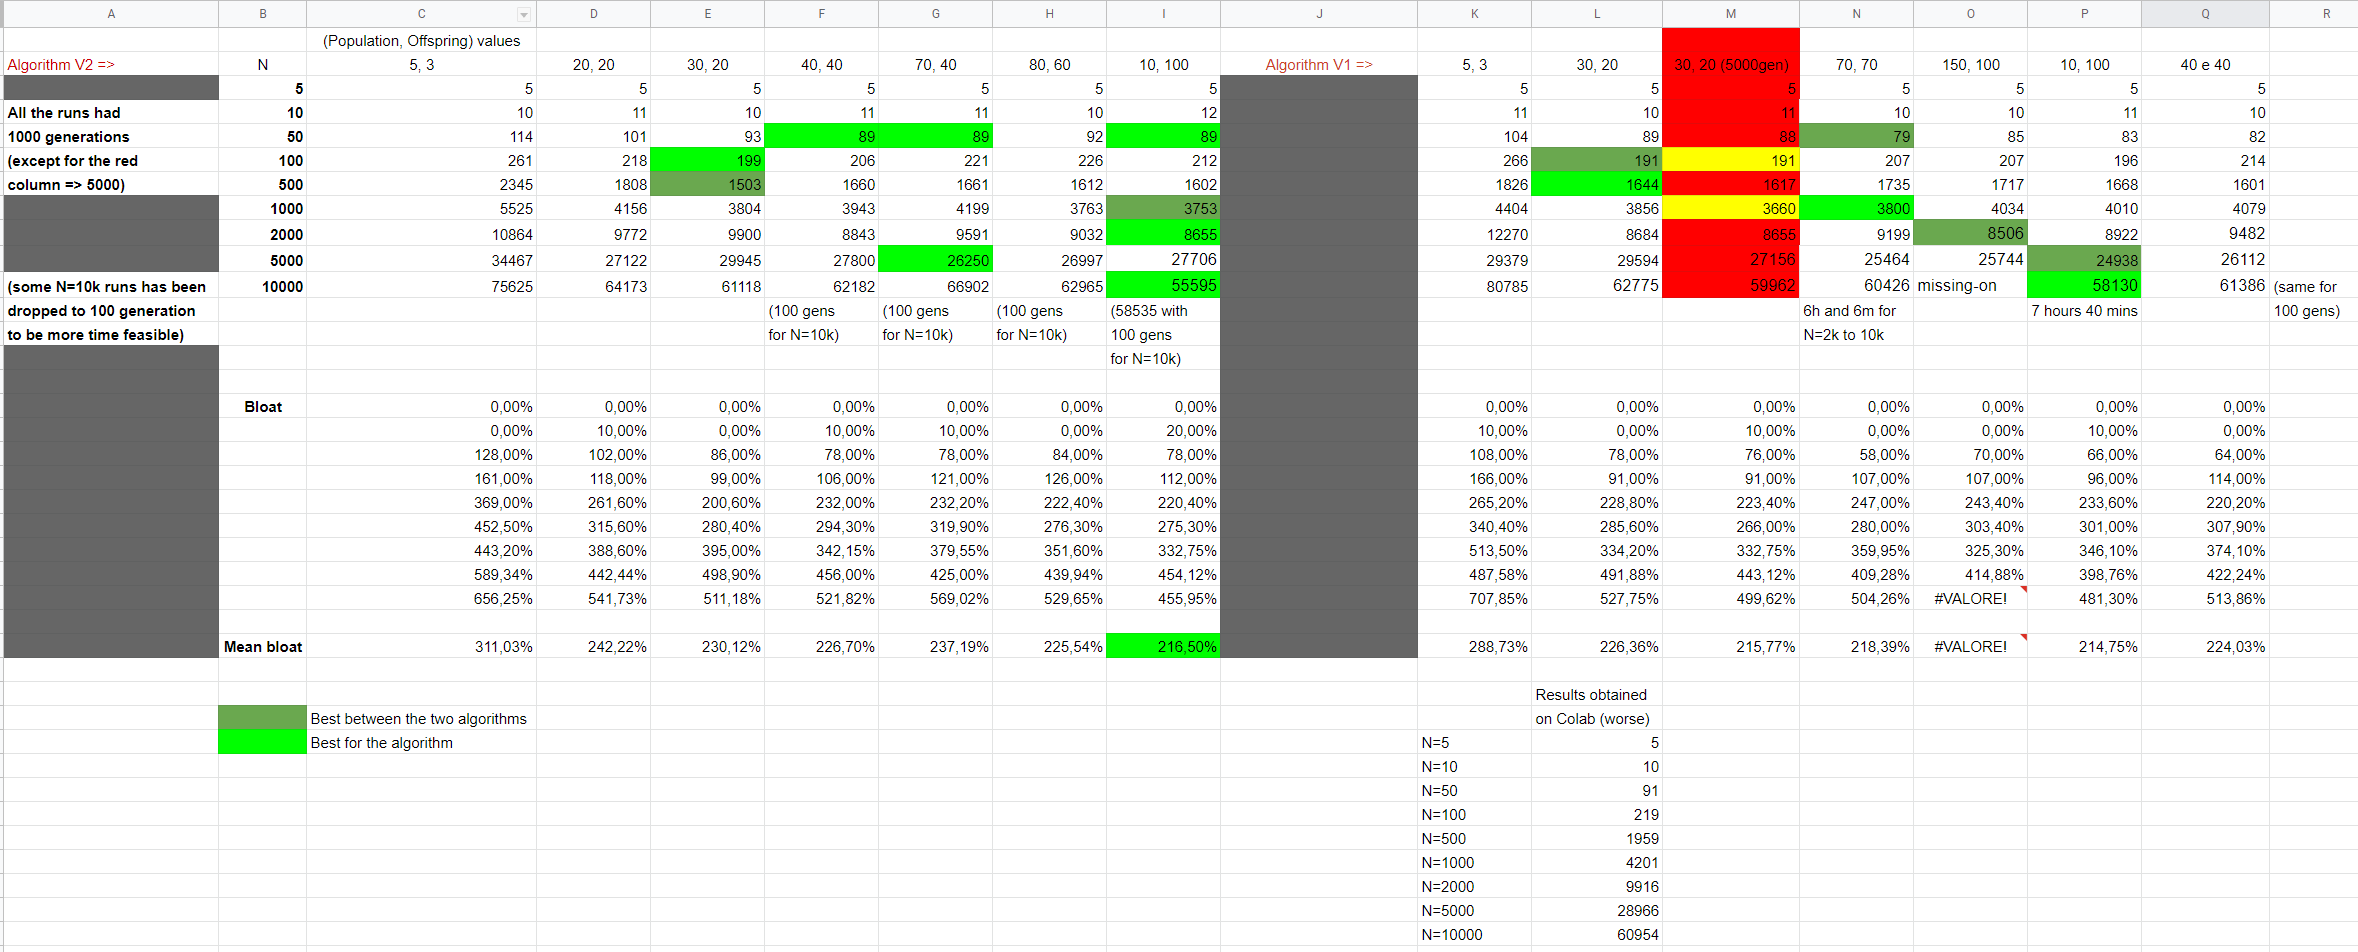 A B C D E F G H I J K L M N O P Q R
(Population, Offspring) values
Algorithm V2 => N 5, 3 20, 20 30, 20 40, 40 70, 40 80, 60 10, 100 Algorithm V1 => 5, 3 30, 20 30, 20 (5000gen) 70, 70 150, 100 10, 100 40 e 40
5 5 5 5 5 5 5 5 5 5 5 5 5 5 5
All the runs had 10 10 11 10 11 11 10 12 11 10 11 10 10 11 10
1000 generations 50 114 101 93 89 89 92 89 104 89 88 79 85 83 82
(except for the red 100 261 218 199 206 221 226 212 266 191 191 207 207 196 214
column => 5000) 500 2345 1808 1503 1660 1661 1612 1602 1826 1644 1617 1735 1717 1668 1601
1000 5525 4156 3804 3943 4199 3763 3753 4404 3856 3660 3800 4034 4010 4079
2000 10864 9772 9900 8843 9591 9032 8655 12270 8684 8655 9199 8506 8922 9482
5000 34467 27122 29945 27800 26250 26997 27706 29379 29594 27156 25464 25744 24938 26112
(some N=10k runs has been 10000 75625 64173 61118 62182 66902 62965 55595 80785 62775 59962 60426 missing-on 58130 61386 (same for
dropped to 100 generation (100 gens (100 gens (100 gens (58535 with 6h and 6m for 7 hours 40 mins 100 gens)
to be more time feasible) for N=10k) for N=10k) for N=10k) 100 gens N=2k to 10k
for N=10k)
Bloat 0,00% 0,00% 0,00% 0,00% 0,00% 0,00% 0,00% 0,00% 0,00% 0,00% 0,00% 0,00% 0,00% 0,00%
0,00% 10,00% 0,00% 10,00% 10,00% 0,00% 20,00% 10,00% 0,00% 10,00% 0,00% 0,00% 10,00% 0,00%
128,00% 102,00% 86,00% 78,00% 78,00% 84,00% 78,00% 108,00% 78,00% 76,00% 58,00% 70,00% 66,00% 64,00%
161,00% 118,00% 99,00% 106,00% 121,00% 126,00% 112,00% 166,00% 91,00% 91,00% 107,00% 107,00% 96,00% 114,00%
369,00% 261,60% 200,60% 232,00% 232,20% 222,40% 220,40% 265,20% 228,80% 223,40% 247,00% 243,40% 233,60% 220,20%
452,50% 315,60% 280,40% 294,30% 319,90% 276,30% 275,30% 340,40% 285,60% 266,00% 280,00% 303,40% 301,00% 307,90%
443,20% 388,60% 395,00% 342,15% 379,55% 351,60% 332,75% 513,50% 334,20% 332,75% 359,95% 325,30% 346,10% 374,10%
589,34% 442,44% 498,90% 456,00% 425,00% 439,94% 454,12% 487,58% 491,88% 443,12% 409,28% 414,88% 398,76% 422,24%
656,25% 541,73% 511,18% 521,82% 569,02% 529,65% 455,95% 707,85% 527,75% 499,62% 504,26% #VALORE! 481,30% 513,86%
Mean bloat 311,03% 242,22% 230,12% 226,70% 237,19% 225,54% 216,50% 288,73% 226,36% 215,77% 218,39% #VALORE! 214,75% 224,03%
Results obtained
Best between the two algorithms on Colab (worse)
Best for the algorithm N=5 5
N=10 10
N=50 91
N=100 219
N=500 1959
N=1000 4201
N=2000 9916
N=5000 28966
N=10000 60954